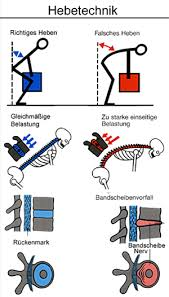 Hebetechnik
Richtiges Heben
Falsches Heben
Gleichmäßige
Belastung
Zu starke einseitige
Belastung
Bandscheibenvorfall
Rückenmark
Bandscheibe
Nerv